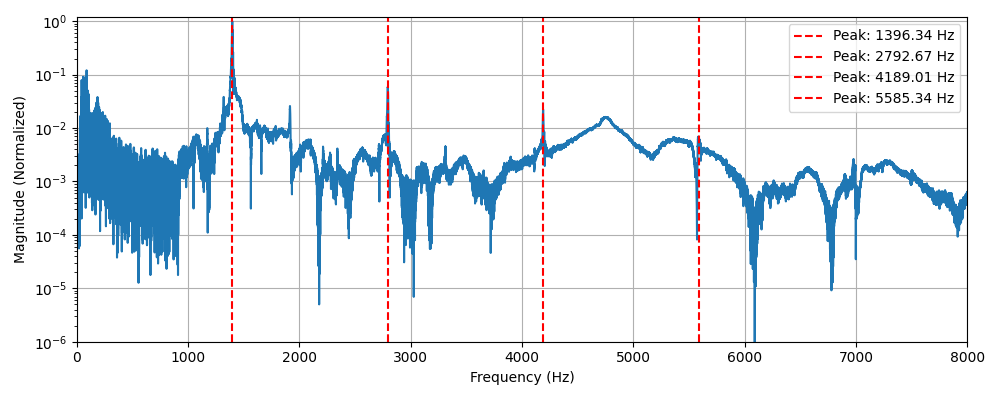 10⁰
10⁻¹
10⁻²
10⁻³
10⁻⁴
10⁻⁵
10⁻⁶
Magnitude (Normalized)
Peak: 1396.34 Hz
Peak: 2792.67 Hz
Peak: 4189.01 Hz
Peak: 5585.34 Hz
0 1000 2000 3000 4000 5000 6000 7000 8000
Frequency (Hz)